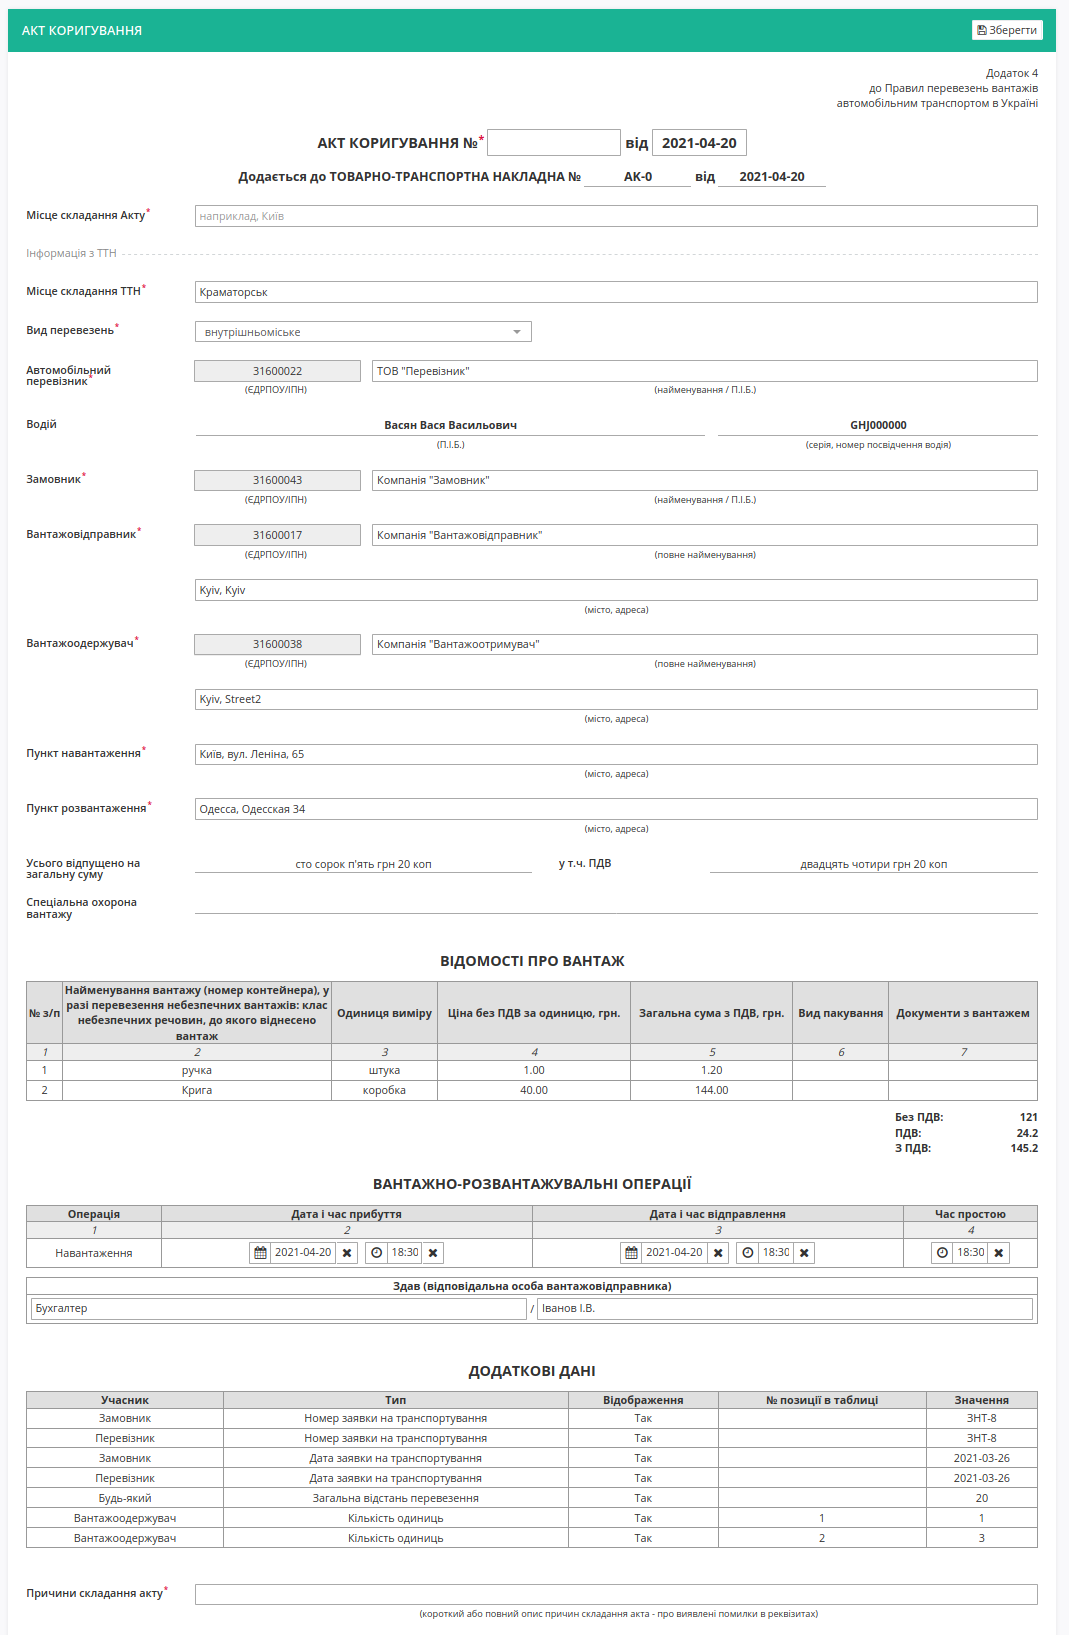 АКТ КОРИГУВАННЯ
Зберегти
Додаток 4
до Правил перевезень вантажів
автомобільним транспортом в Україні
АКТ КОРИГУВАННЯ №* від 2021-04-20
Додається до ТОВАРНО-ТРАНСПОРТНА НАКЛАДНА № АК-0 від 2021-04-20
Місце складання Акту* наприклад, Київ
Інформація з ТТН
Місце складання ТТН* Краматорськ
Вид перевезень* внутрішньоміське
Автомобільний перевізник* 31600022 ТОВ "Перевізник"
(ЄДРПОУ/ІПН) (найменування / П.І.Б.)
Водій Васян Вася Васильович GHJ000000
(П.І.Б.) (серія, номер посвідчення водія)
Замовник* 31600043 Компанія "Замовник"
(ЄДРПОУ/ІПН) (найменування / П.І.Б.)
Вантажовідправник* 31600017 Компанія "Вантажовідправник"
(ЄДРПОУ/ІПН) (повне найменування)
Kyiv, Kyiv
(місто, адреса)
Вантажоодержувач* 31600038 Компанія "Вантажоотримувач"
(ЄДРПОУ/ІПН) (повне найменування)
Kyiv, Street2
(місто, адреса)
Пункт навантаження* Київ, вул. Леніна, 65
(місто, адреса)
Пункт розвантаження* Одесса, Одесская 34
(місто, адреса)
Усього відпущено на загальну суму сто сорок п'ять грн 20 коп у т.ч. ПДВ двадцять чотири грн 20 коп
Спеціальна охорона вантажу
ВІДОМОСТІ ПРО ВАНТАЖ
№ з/п Найменування вантажу (номер контейнера), у разі перевезення небезпечних вантажів: клас небезпечних речовин, до якого віднесено вантаж Одиниця виміру Ціна без ПДВ за одиницю, грн. Загальна сума з ПДВ, грн. Вид пакування Документи з вантажем
1 2 3 4 5 6 7
1 ручка штука 1.00 1.20
2 Крига коробка 40.00 144.00
Без ПДВ: 121
ПДВ: 24.2
З ПДВ: 145.2
ВАНТАЖНО-РОЗВАНТАЖУВАЛЬНІ ОПЕРАЦІЇ
Операція Дата і час прибуття Дата і час відправлення Час простою
1 2 3 4
Навантаження 2021-04-20 18:30 2021-04-20 18:30 18:30
Здав (відповідальна особа вантажовідправника)
Бухгалтер / Іванов І.В.
ДОДАТКОВІ ДАНІ
Учасник Тип Відображення № позиції в таблиці Значення
Замовник Номер заявки на транспортування Так ЗНТ-8
Перевізник Номер заявки на транспортування Так ЗНТ-8
Замовник Дата заявки на транспортування Так 2021-03-26
Перевізник Дата заявки на транспортування Так 2021-03-26
Будь-який Загальна відстань перевезення Так 20
Вантажоодержувач Кількість одиниць Так 1 1
Вантажоодержувач Кількість одиниць Так 2 3
Причини складання акту*
(короткий або повний опис причин складання акта - про виявлені помилки в реквізитах)